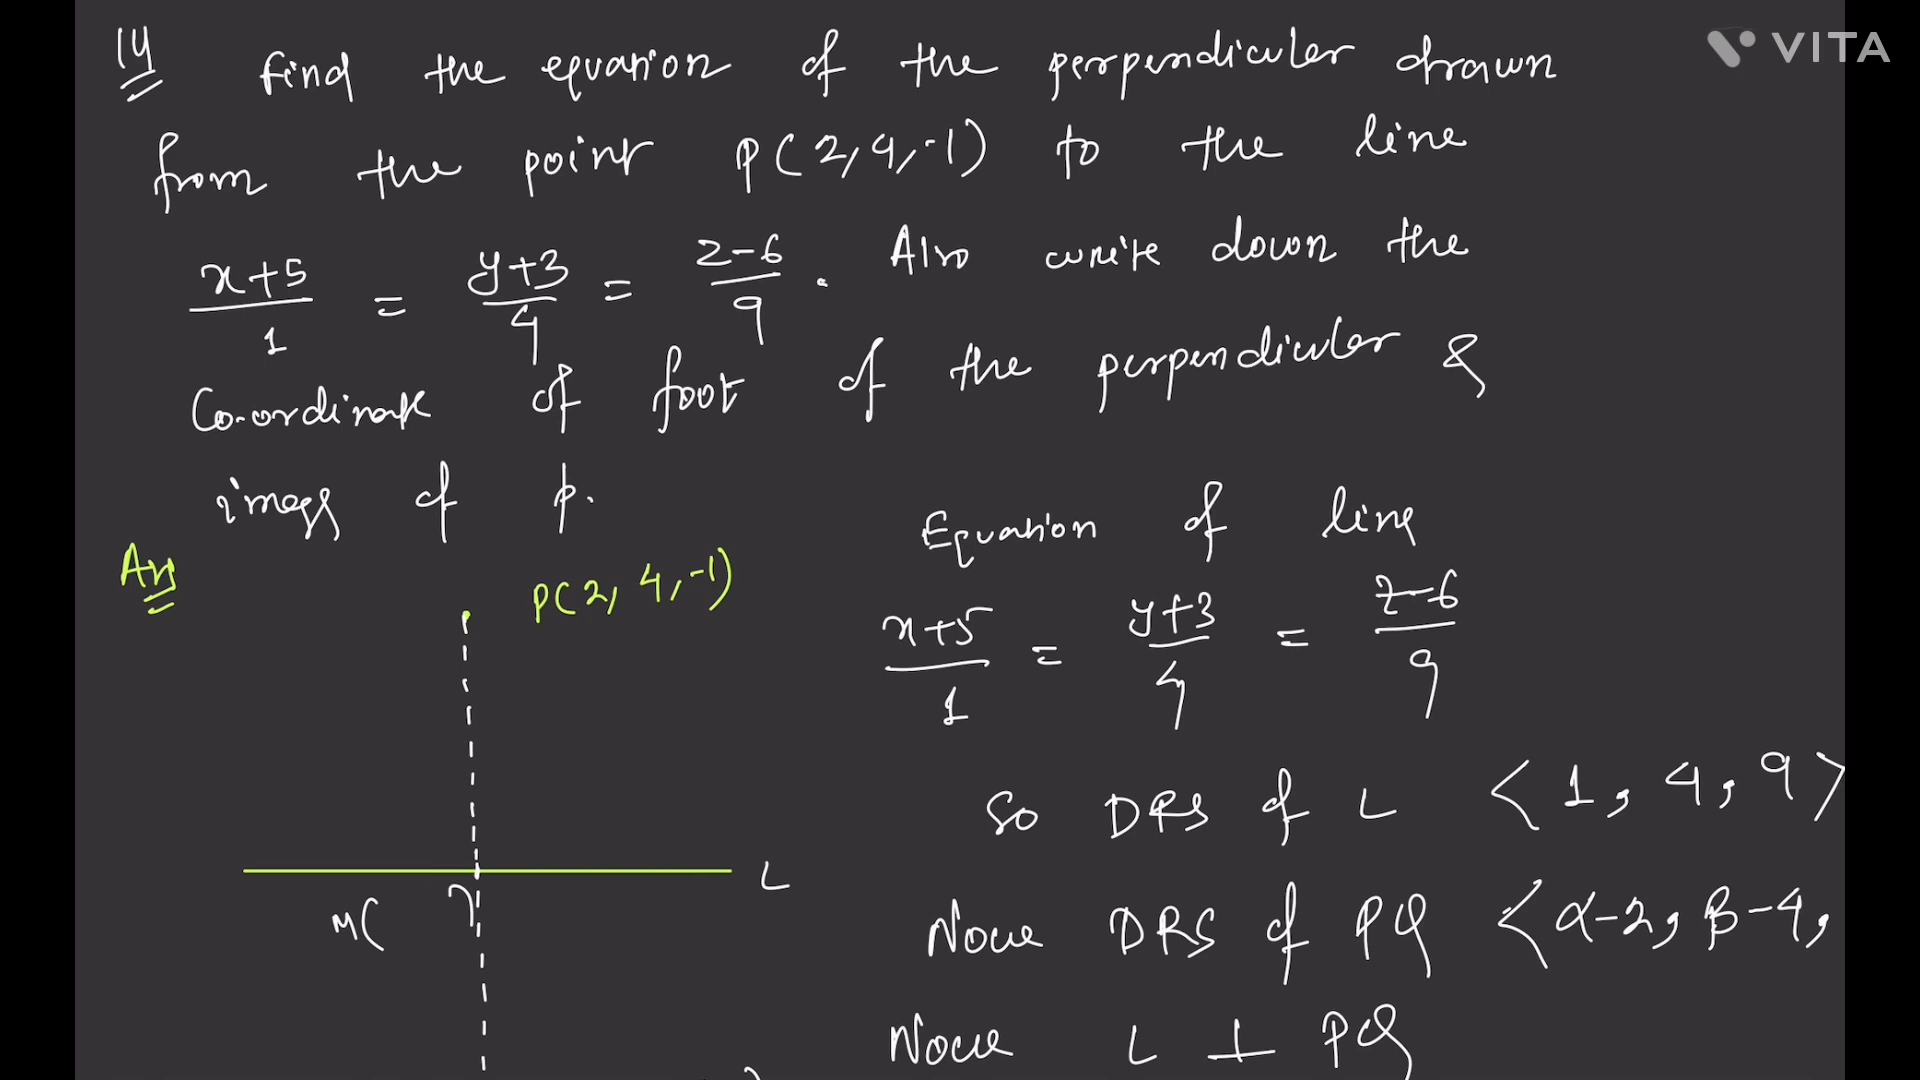 14 find the equation of the perpendicular drawn
VITA
from the point P(2,4,-1) to the line
x+5/1 = y+3/4 = z-6/9 . Also write down the
Co-ordinate of foot of the perpendicular &
image of P.
Ans
P(2, 4, -1)
L
M( )
Equation of line
x+5/1 = y+3/4 = z-6/9
So DRS of L <1, 4, 9>
Now DRS of PQ <α-2, β-4,
Now L ⊥ PQ